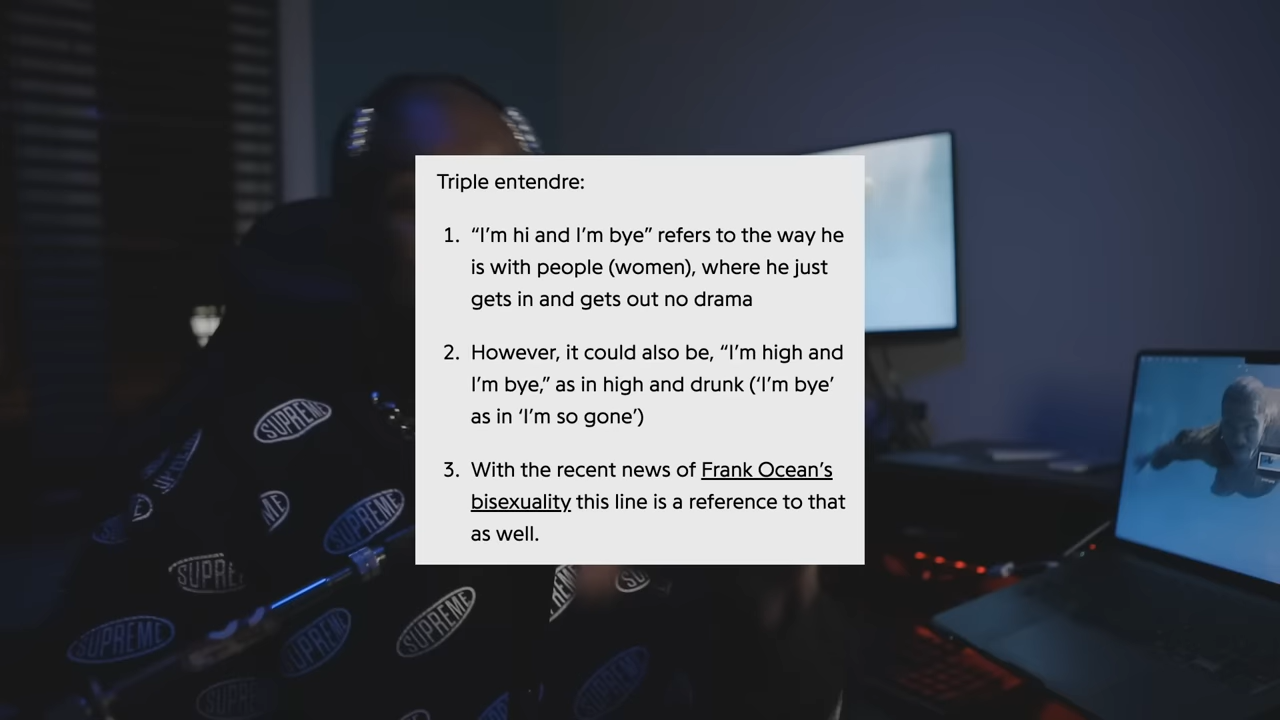 Triple entendre:
1. “I’m hi and I’m bye” refers to the way he
is with people (women), where he just
gets in and gets out no drama
2. However, it could also be, “I’m high and
I’m bye,” as in high and drunk (‘I’m bye’
as in ‘I’m so gone’)
3. With the recent news of Frank Ocean’s
bisexuality this line is a reference to that
as well.
SUPREME
SUPREME
SUPREME
SUPREME
SUPREME
SUPREME